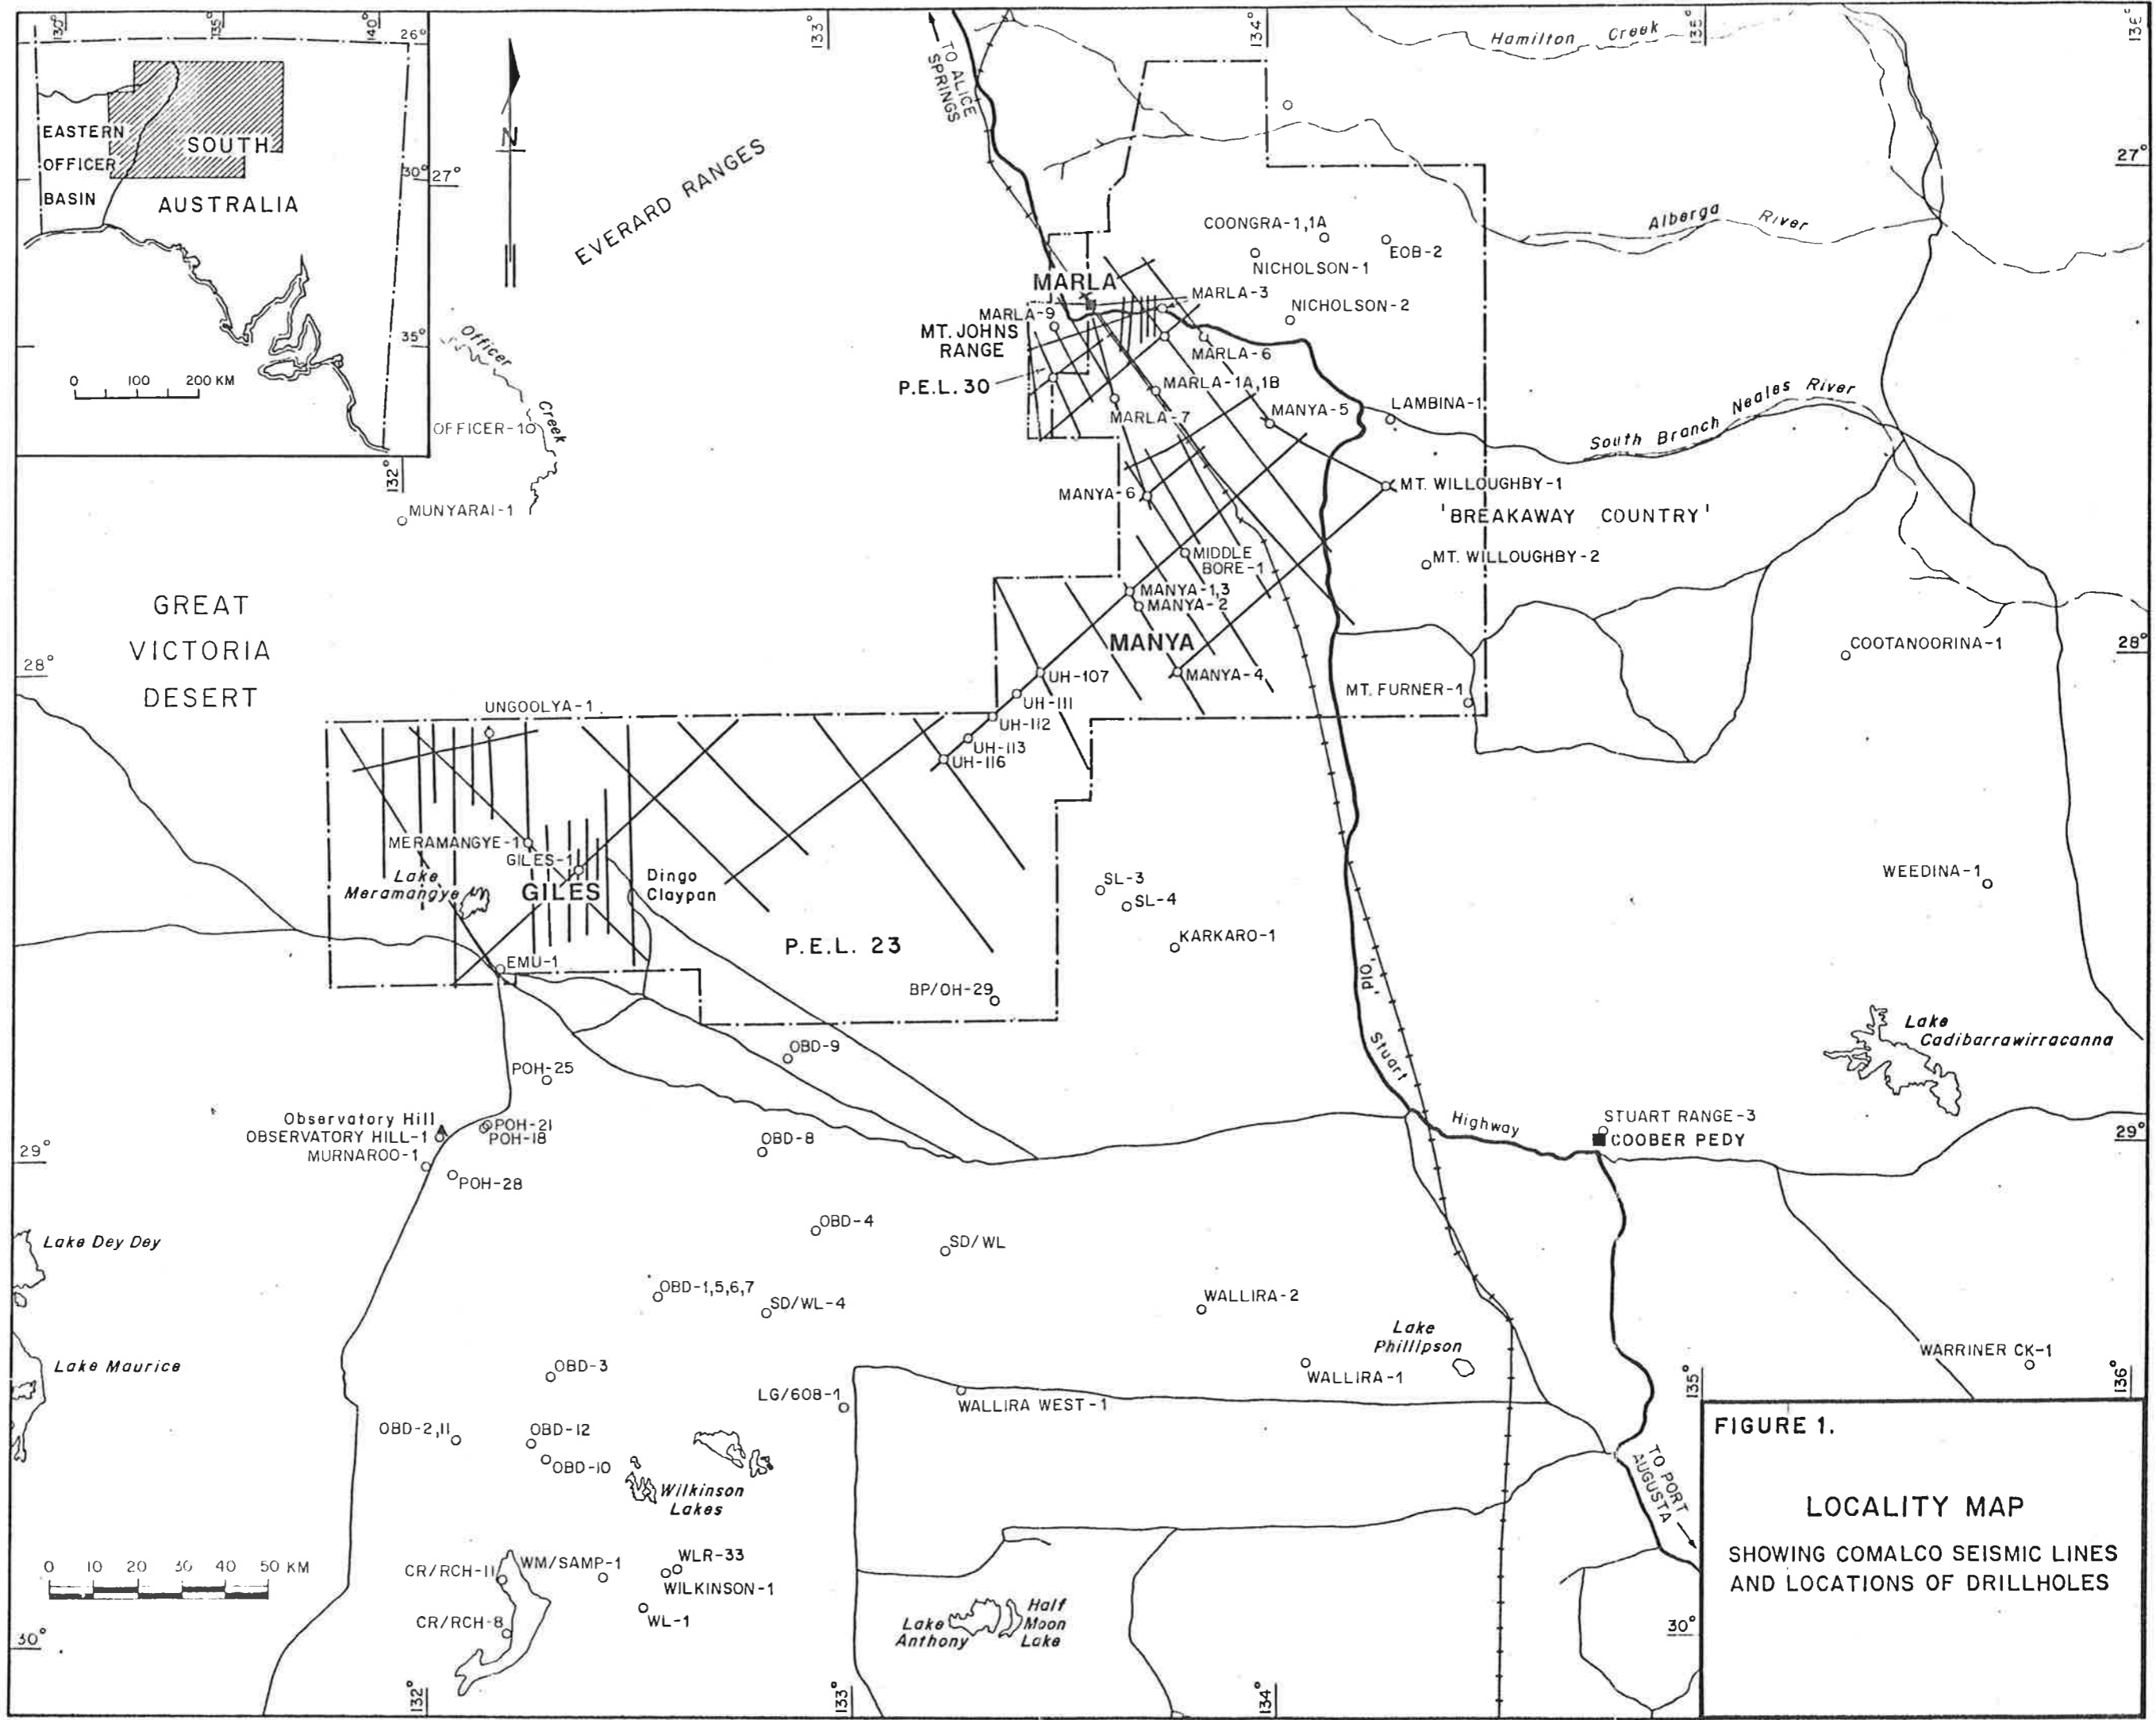 130°
135°
140°
26°
133°
134°
135°
136°
TO ALICE
SPRINGS
Hamilton Creek
EASTERN
OFFICER
BASIN
SOUTH
AUSTRALIA
30°
27°
27°
N
EVERARD RANGES
Alberga River
COONGRA-1,1A
EOB-2
NICHOLSON-1
MARLA
MARLA-3
NICHOLSON-2
MARLA-9
MT. JOHNS
RANGE
35°
Officer
Creek
0 100 200 KM
P.E.L. 30
MARLA-6
MARLA-1A,1B
MARLA-7
MANYA-5
LAMBINA-1
South Branch Neales River
OFFICER-1
132°
MUNYARAI-1
MANYA-6
MT. WILLOUGHBY-1
'BREAKAWAY COUNTRY'
MIDDLE
BORE-1
MT. WILLOUGHBY-2
GREAT
VICTORIA
DESERT
MANYA-1,3
MANYA-2
MANYA
28°
COOTANOORINA-1
28°
UH-107
MANYA-4
MT. FURNER-1
UH-111
UNGOOLYA-1
UH-112
UH-113
UH-116
MERAMANGYE-1
GILES-1
Lake
Meramangye
GILES
Dingo
Claypan
SL-3
SL-4
WEEDINA-1
P.E.L. 23
KARKARO-1
EMU-1
BP/OH-29
'Old'
Stuart
Highway
Lake
Cadibarrawirracanna
OBD-9
POH-25
Observatory Hill
OBSERVATORY HILL-1
MURNAROO-1
POH-21
POH-18
OBD-8
STUART RANGE-3
COOBER PEDY
29°
29°
POH-28
OBD-4
SD/WL
Lake Dey Dey
OBD-1,5,6,7
SD/WL-4
WALLIRA-2
Lake
Phillipson
WARRINER CK-1
Lake Maurice
OBD-3
WALLIRA-1
LG/60B-1
WALLIRA WEST-1
135°
136°
OBD-2,11
OBD-12
OBD-10
Wilkinson
Lakes
TO PORT
AUGUSTA
FIGURE 1.
LOCALITY MAP
SHOWING COMALCO SEISMIC LINES
AND LOCATIONS OF DRILLHOLES
0 10 20 30 40 50 KM
CR/RCH-11
WM/SAMP-1
WLR-33
WILKINSON-1
CR/RCH-8
WL-1
Lake
Anthony
Half
Moon
Lake
30°
30°
132°
133°
134°